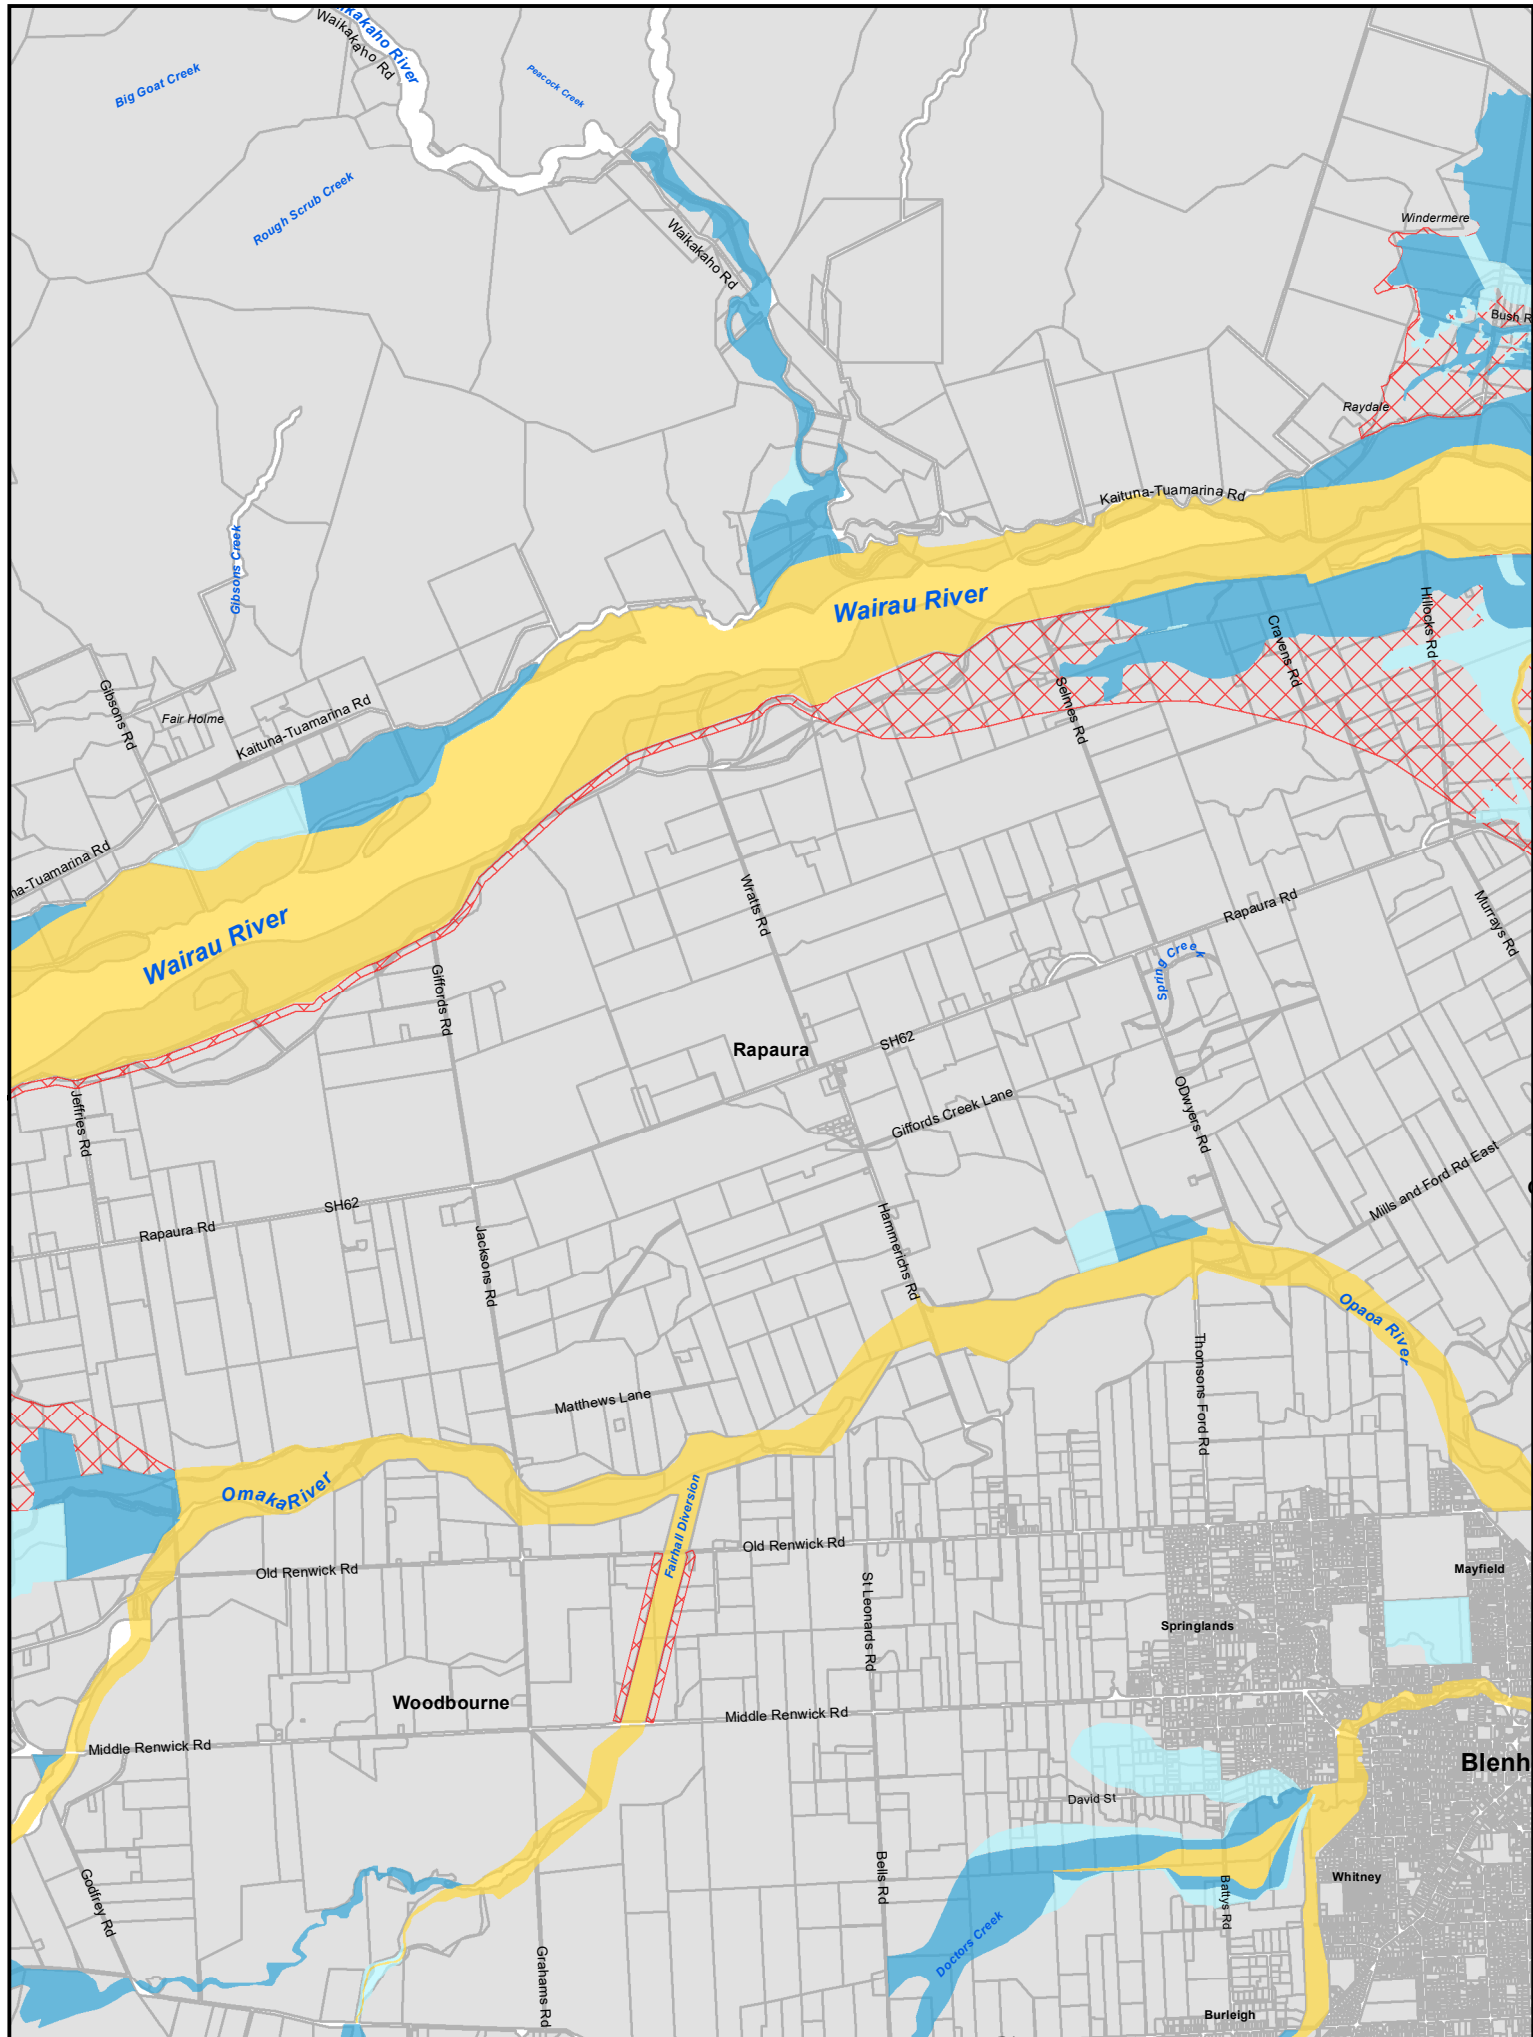 Waikakaho River
Waikakaho Rd
Big Goat Creek
Peacock Creek
Rough Scrub Creek
Waikakaho Rd
Windermere
Bush R
Raydale
Kaituna-Tuamarina Rd
Gibsons Creek
Wairau River
Hillocks Rd
Cravens Rd
Selmes Rd
Gibsons Rd
Fair Holme
Kaituna-Tuamarina Rd
na-Tuamarina Rd
Wratts Rd
Rapaura Rd
Murrays Rd
Wairau River
Spring Creek
Giffords Rd
Rapaura
SH62
Jeffries Rd
Giffords Creek Lane
ODwyers Rd
Mills and Ford Rd East
SH62
Rapaura Rd
Jacksons Rd
Hammerichs Rd
Opaoa River
Thomsons Ford Rd
Matthews Lane
OmakaRiver
Fairhall Diversion
Old Renwick Rd
Old Renwick Rd
Mayfield
St Leonards Rd
Springlands
Woodbourne
Middle Renwick Rd
Middle Renwick Rd
Blenh
David St
Godfrey Rd
Bells Rd
Battys Rd
Whitney
Doctors Creek
Grahams Rd
Burleigh